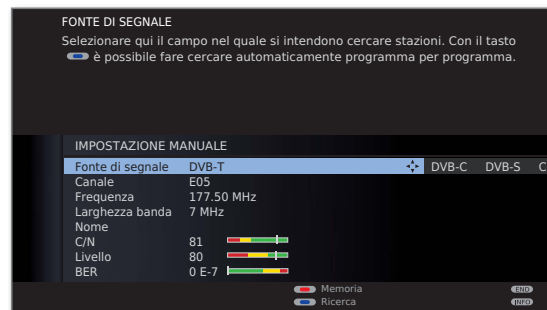 FONTE DI SEGNALE
Selezionare qui il campo nel quale si intendono cercare stazioni. Con il tasto
è possibile fare cercare automaticamente programma per programma.
IMPOSTAZIONE MANUALE
Fonte di segnale DVB-T DVB-C DVB-S C
Canale E05
Frequenza 177.50 MHz
Larghezza banda 7 MHz
Nome
C/N 81
Livello 80
BER 0 E-7
Memoria END
Ricerca INFO